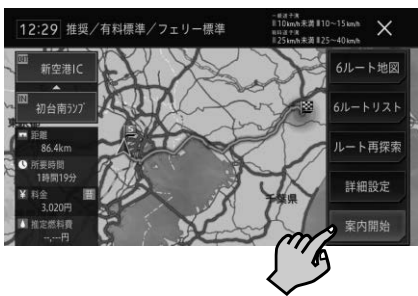 12:29 推奨／有料標準／フェリー標準
一般道予測
10km/h未満 10～15km/h
有料道予測
25km/h未満 25～40km/h
OUT
新空港IC
IN
初台南ランプ
距離
86.4km
所要時間
1時間19分
¥ 料金
3,020円
推定燃料費
--,---円
千葉県
6ルート地図
6ルートリスト
ルート再探索
詳細設定
案内開始